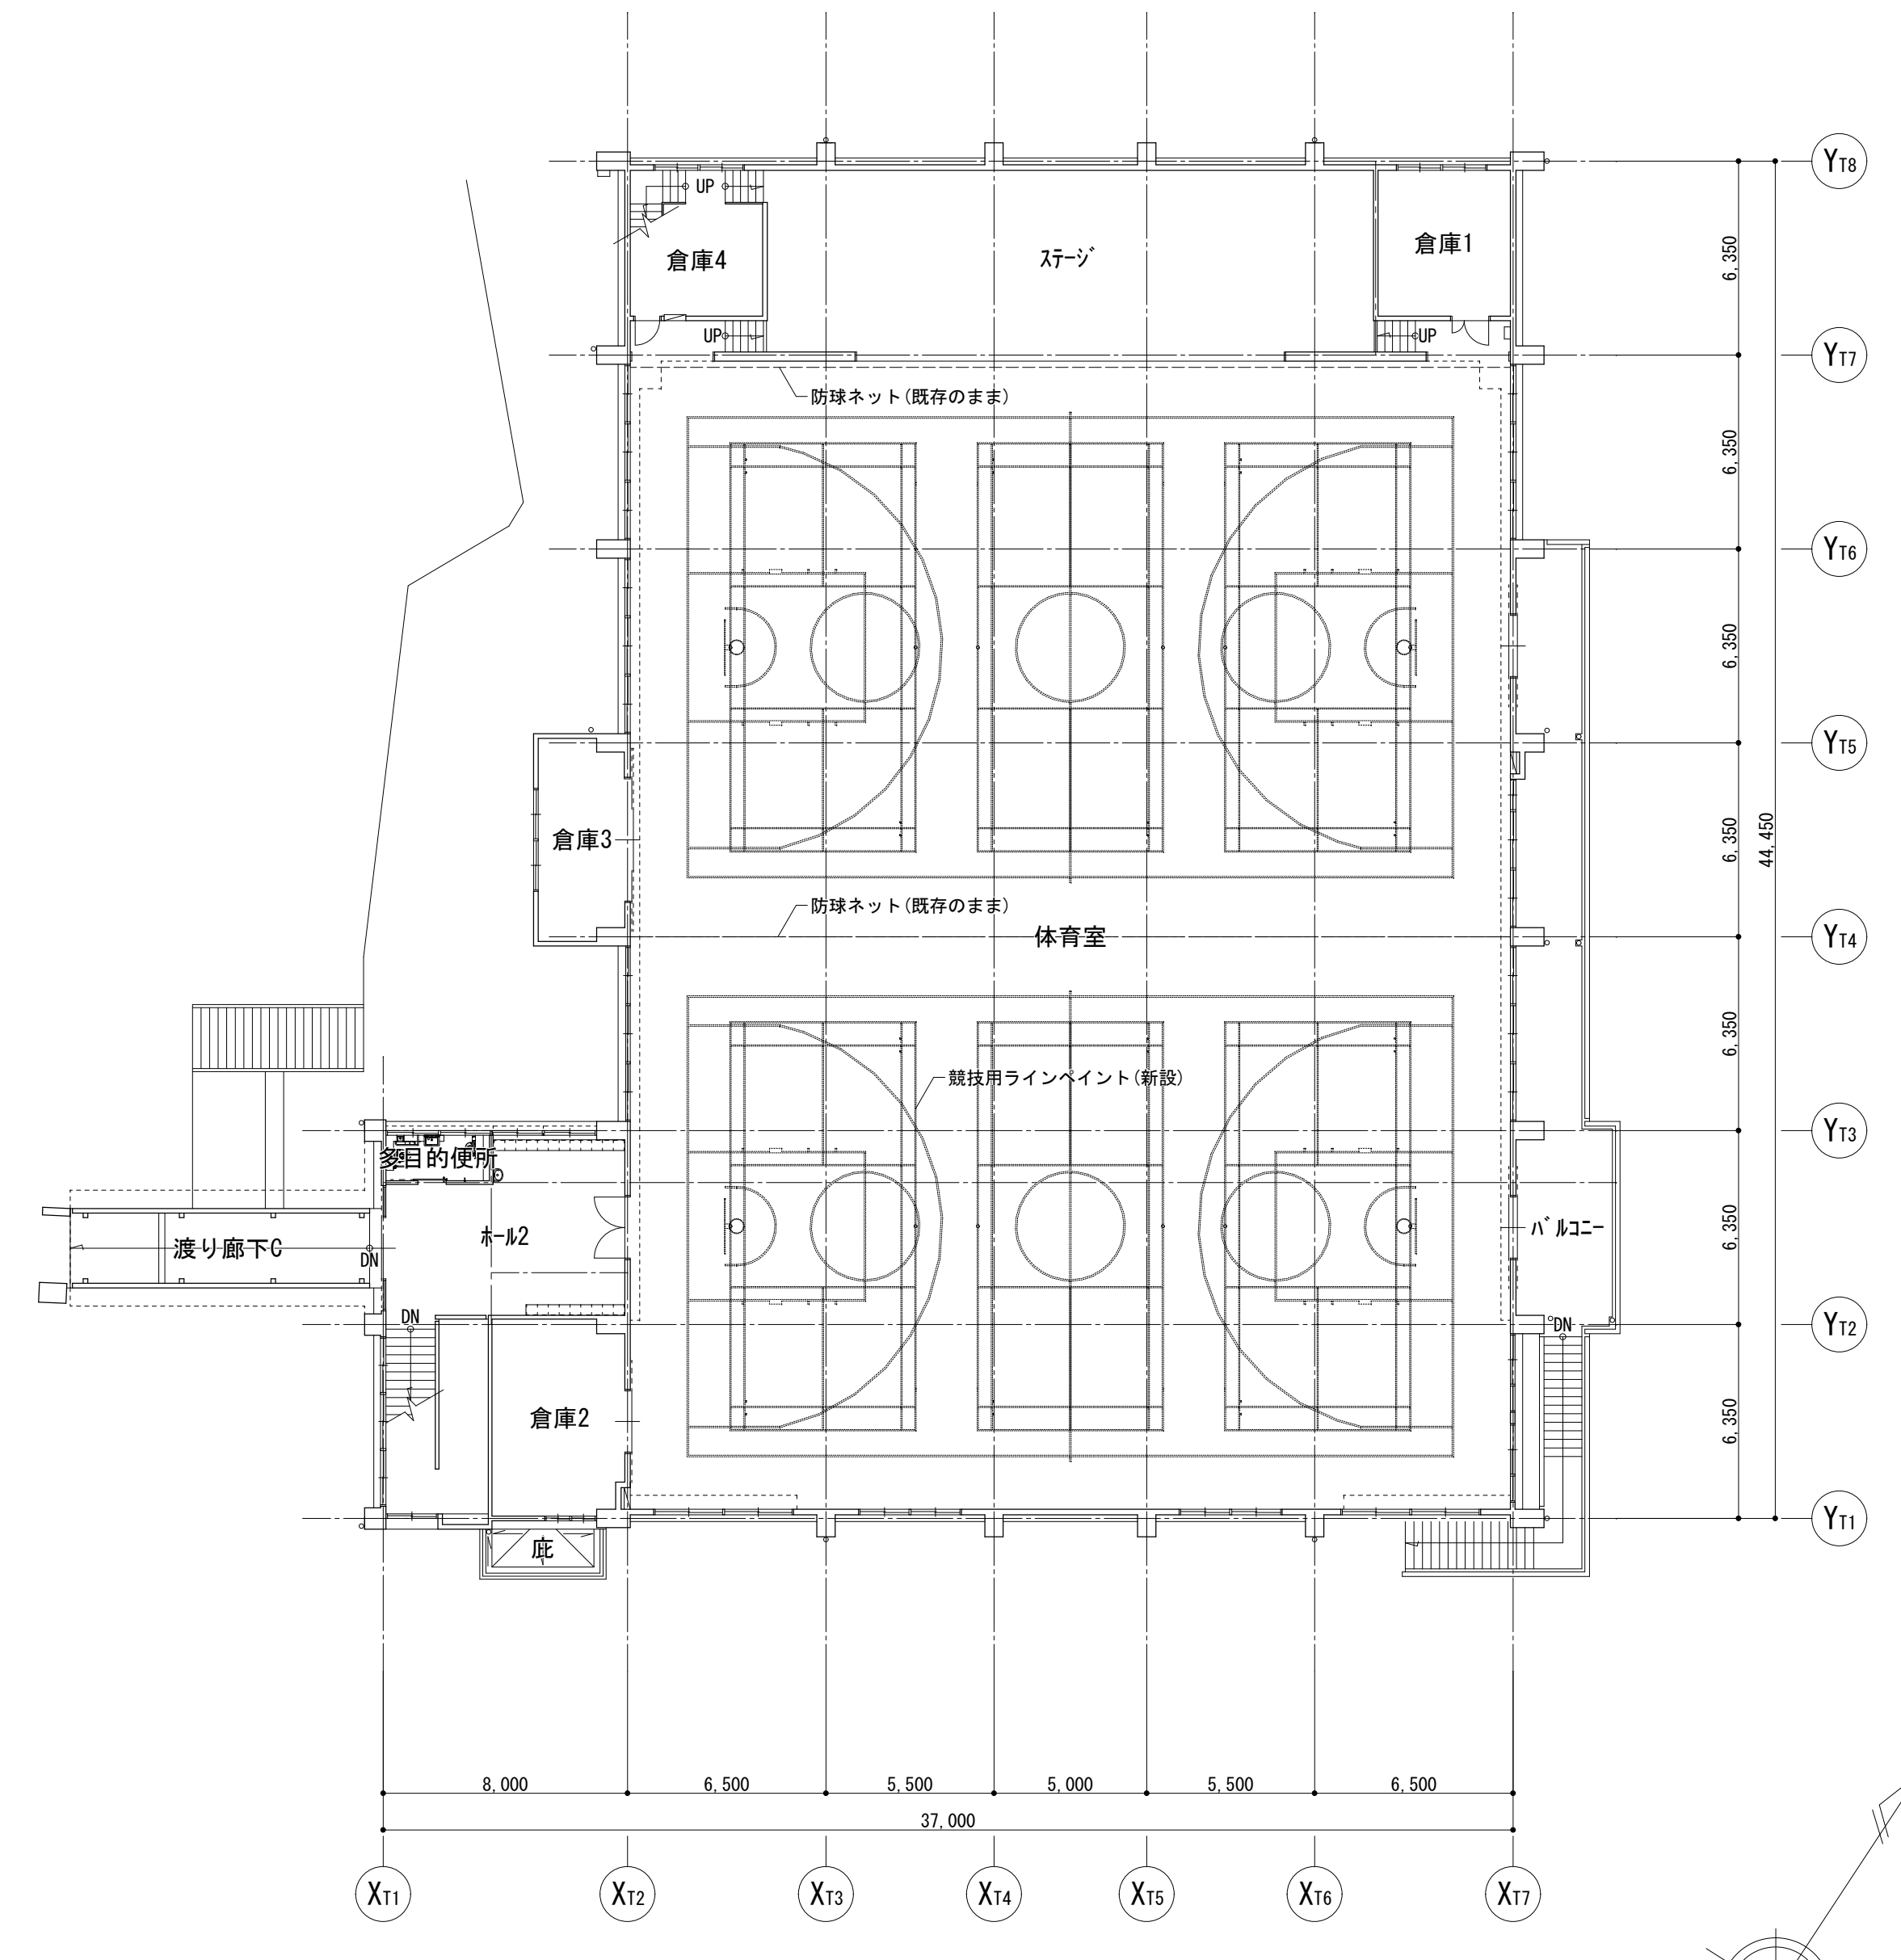 YT8
UP
倉庫4
ｽﾃｰｼﾞ
倉庫1
6,350
UP
UP
YT7
防球ネット(既存のまま)
6,350
YT6
6,350
YT5
倉庫3
6,350
44,450
防球ネット(既存のまま)
体育室
YT4
6,350
競技用ラインペイント(新設)
YT3
多目的便所
ﾎｰﾙ2
渡り廊下C
DN
ﾊﾞﾙｺﾆｰ
6,350
DN
DN
YT2
倉庫2
6,350
YT1
庇
8,000
6,500
5,500
5,000
5,500
6,500
37,000
XT1
XT2
XT3
XT4
XT5
XT6
XT7